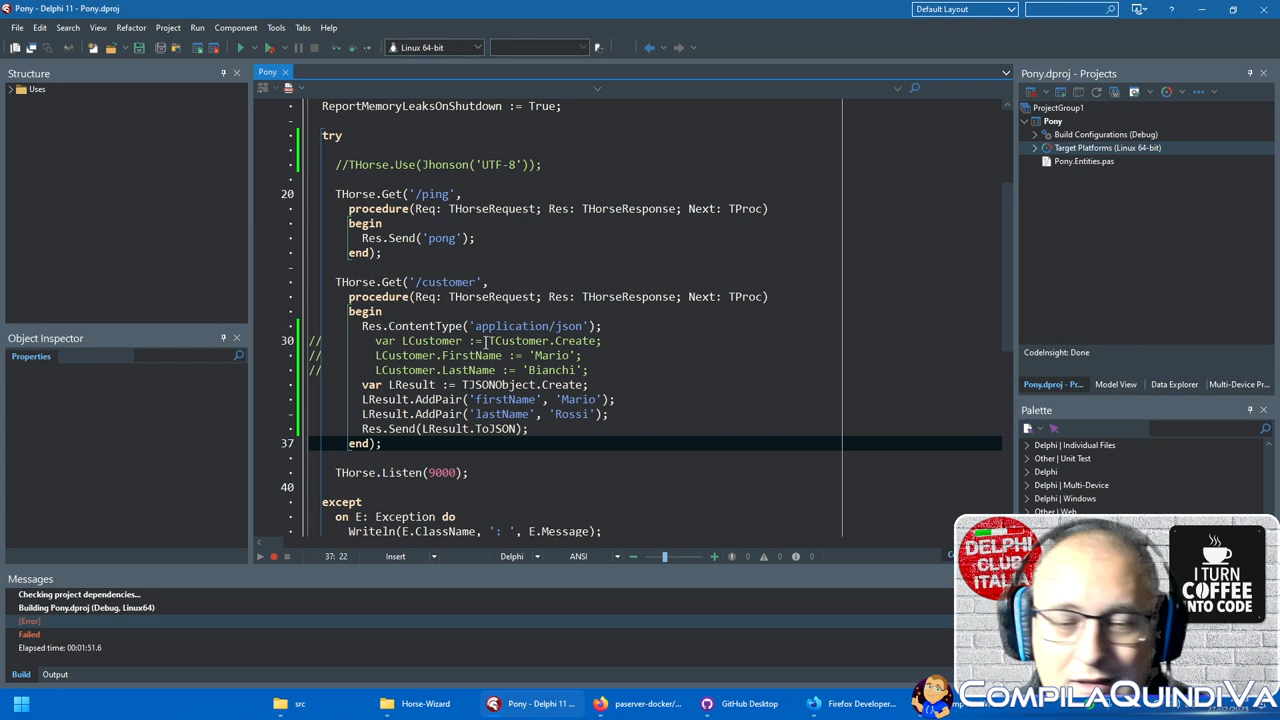 Pony - Delphi 11 - Pony.dproj
Default Layout
File Edit Search View Refactor Project Run Component Tools Tabs Help
Linux 64-bit
Structure
Uses
Object Inspector
Properties
Pony
ReportMemoryLeaksOnShutdown := True;
try
//THorse.Use(Jhonson('UTF-8'));
20 THorse.Get('/ping',
procedure(Req: THorseRequest; Res: THorseResponse; Next: TProc)
begin
Res.Send('pong');
end);
THorse.Get('/customer',
procedure(Req: THorseRequest; Res: THorseResponse; Next: TProc)
begin
Res.ContentType('application/json');
30 // var LCustomer := TCustomer.Create;
// LCustomer.FirstName := 'Mario';
// LCustomer.LastName := 'Bianchi';
var LResult := TJSONObject.Create;
LResult.AddPair('firstName', 'Mario');
LResult.AddPair('lastName', 'Rossi');
Res.Send(LResult.ToJSON);
37 end);
THorse.Listen(9000);
40
except
on E: Exception do
Writeln(E.ClassName, ': ', E.Message);
37: 22 Insert Delphi ANSI 0 0 0
Pony.dproj - Projects
ProjectGroup1
Pony
Build Configurations (Debug)
Target Platforms (Linux 64-bit)
Pony.Entities.pas
CodeInsight: Done.
Pony.dproj - Pr... Model View Data Explorer Multi-Device Pr...
Palette
Delphi | Individual Files
Other | Unit Test
Delphi
Delphi | Multi-Device
Delphi | Windows
Other | Web
Messages
Checking project dependencies...
Building Pony.dproj (Debug, Linux64)
[Error]
Failed
Elapsed time: 00:01:51.6
Build Output
DELPHI
CLUB
ITALIA
I TURN
COFFEE
INTO CODE
COMPILAQUINDIVA
src Horse-Wizard Pony - Delphi 11 ... paserver-docker/... GitHub Desktop Firefox Developer...